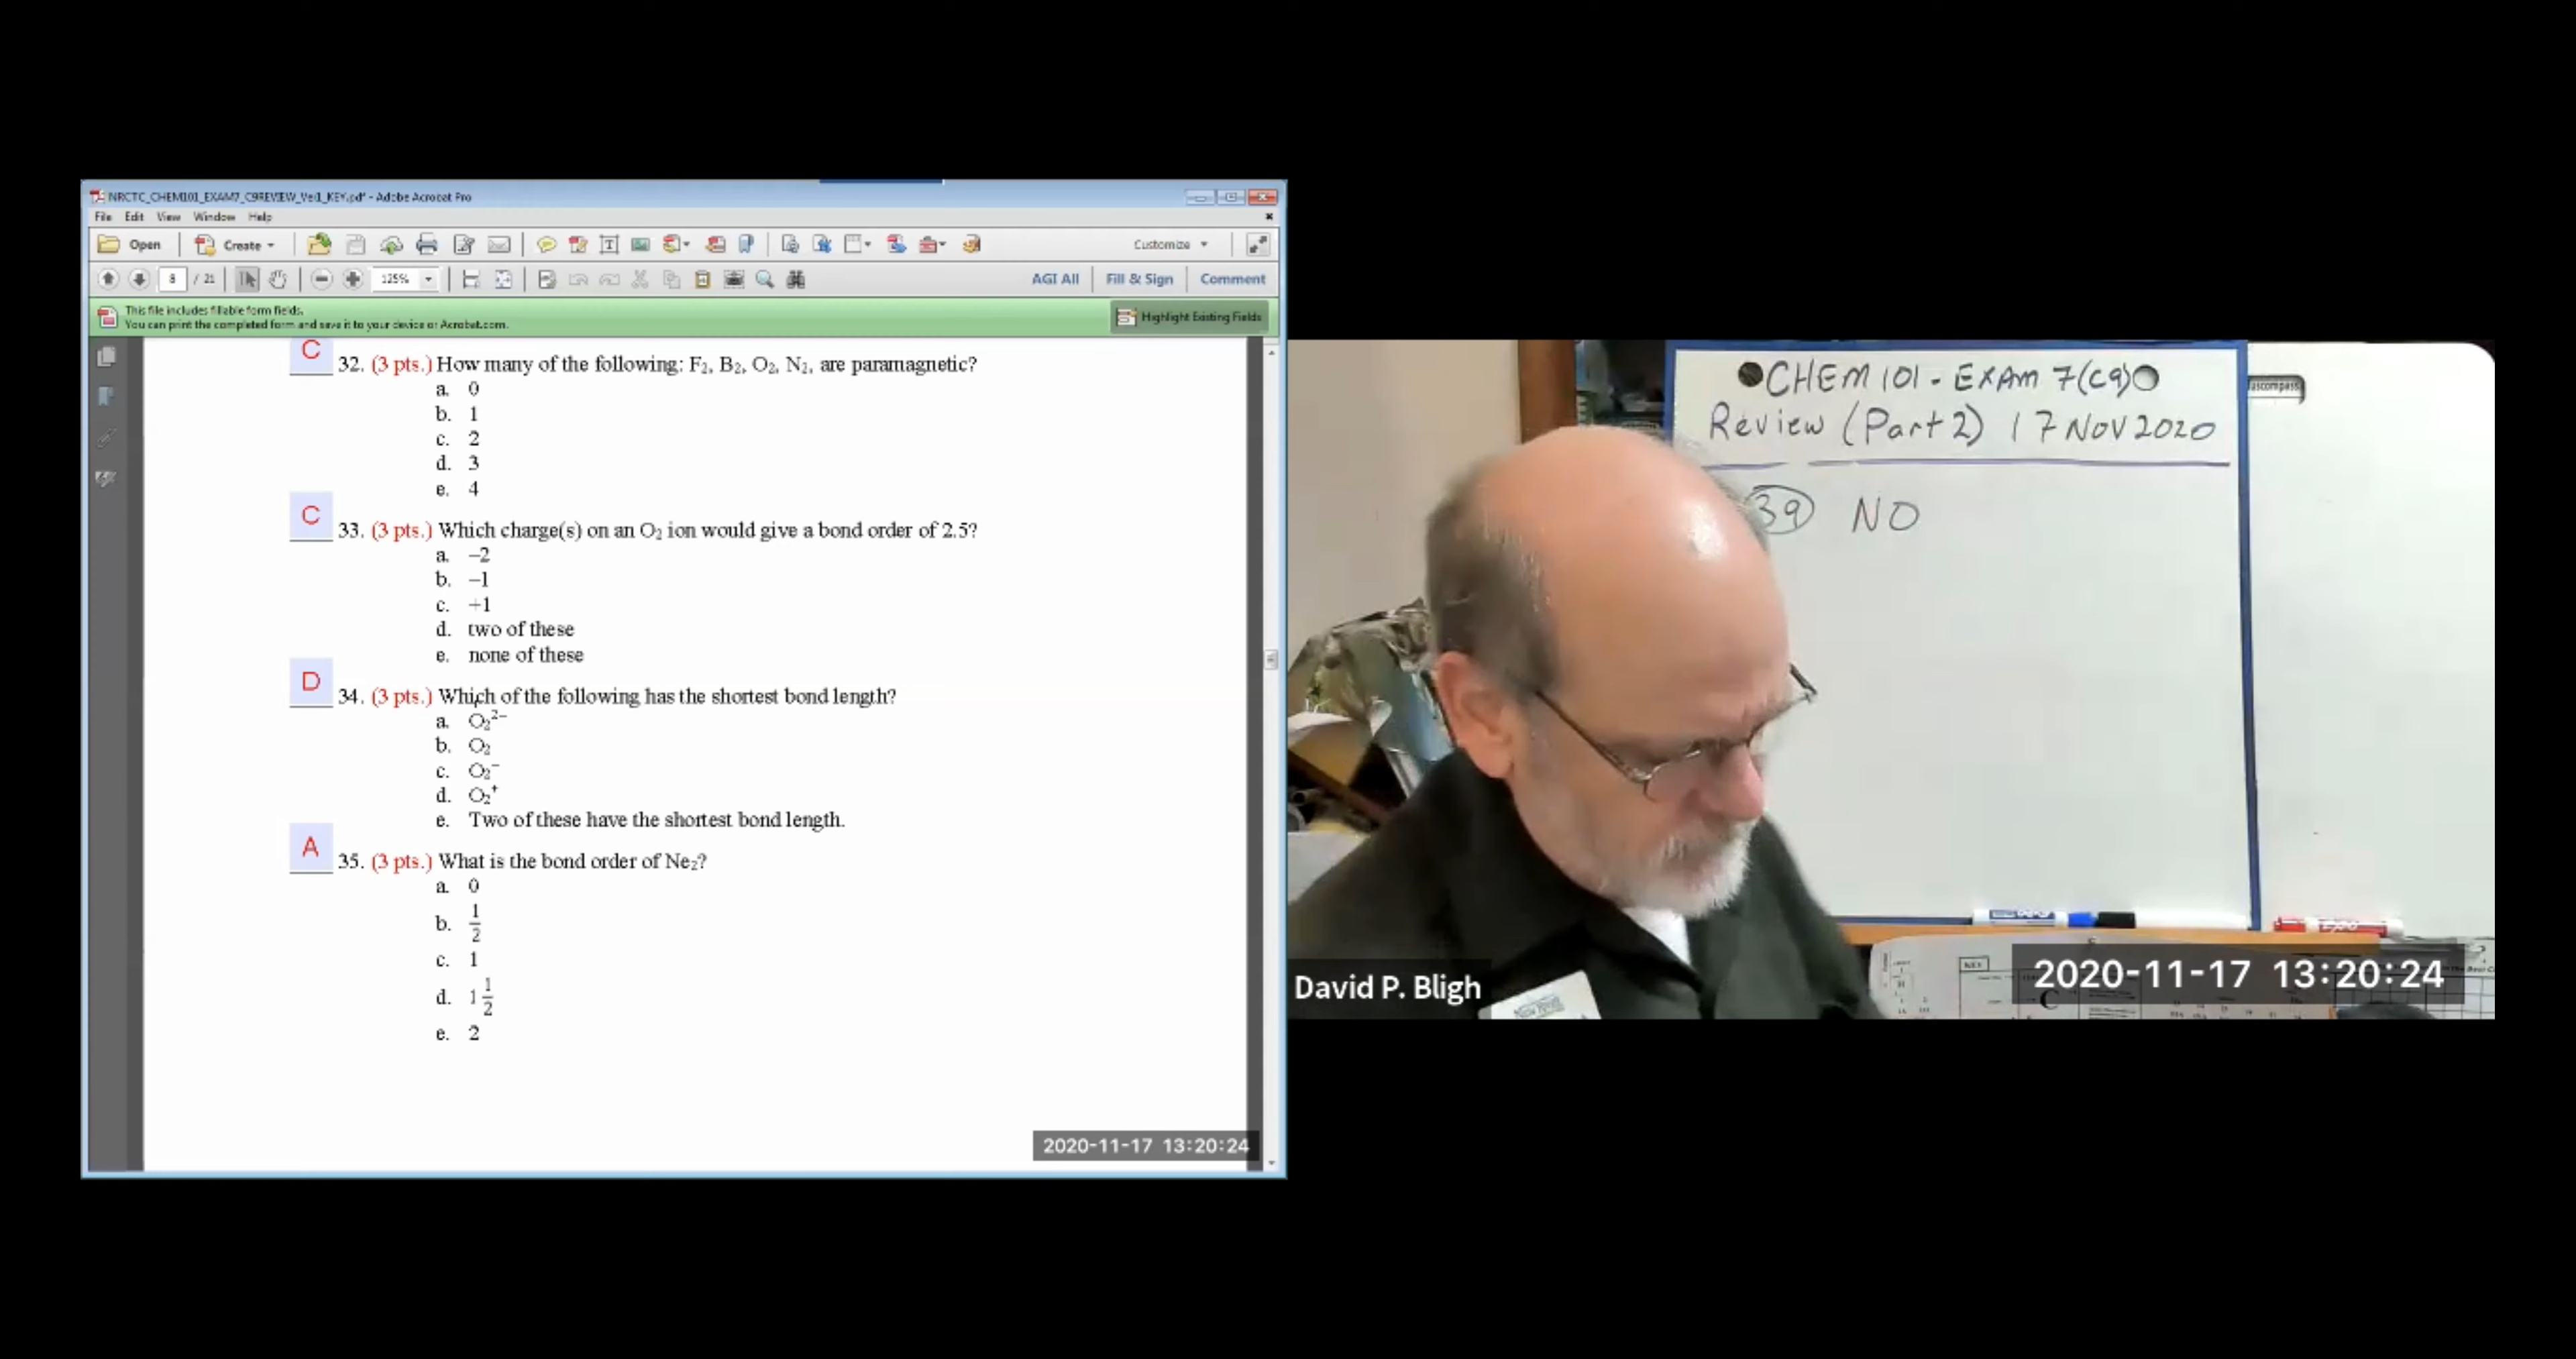 NRCTC_CHEM101_EXAM7_C9REVIEW_Ver1_KEY.pdf* - Adobe Acrobat Pro
File Edit View Window Help
Open Create Customize
8 / 21 125% AGI All Fill & Sign Comment
This file includes fillable form fields.
You can print the completed form and save it to your device or Acrobat.com.
Highlight Existing Fields
C 32. (3 pts.) How many of the following: F₂, B₂, O₂, N₂, are paramagnetic?
a. 0
b. 1
c. 2
d. 3
e. 4
C 33. (3 pts.) Which charge(s) on an O₂ ion would give a bond order of 2.5?
a. –2
b. –1
c. +1
d. two of these
e. none of these
D 34. (3 pts.) Which of the following has the shortest bond length?
a. O₂²⁻
b. O₂
c. O₂⁻
d. O₂⁺
e. Two of these have the shortest bond length.
A 35. (3 pts.) What is the bond order of Ne₂?
a. 0
b. 1/2
c. 1
d. 1 1/2
e. 2
2020-11-17 13:20:24
CHEM 101 - EXAM 7(C9)
Review (Part 2) 17 NOV 2020
39 NO
David P. Bligh
2020-11-17 13:20:24